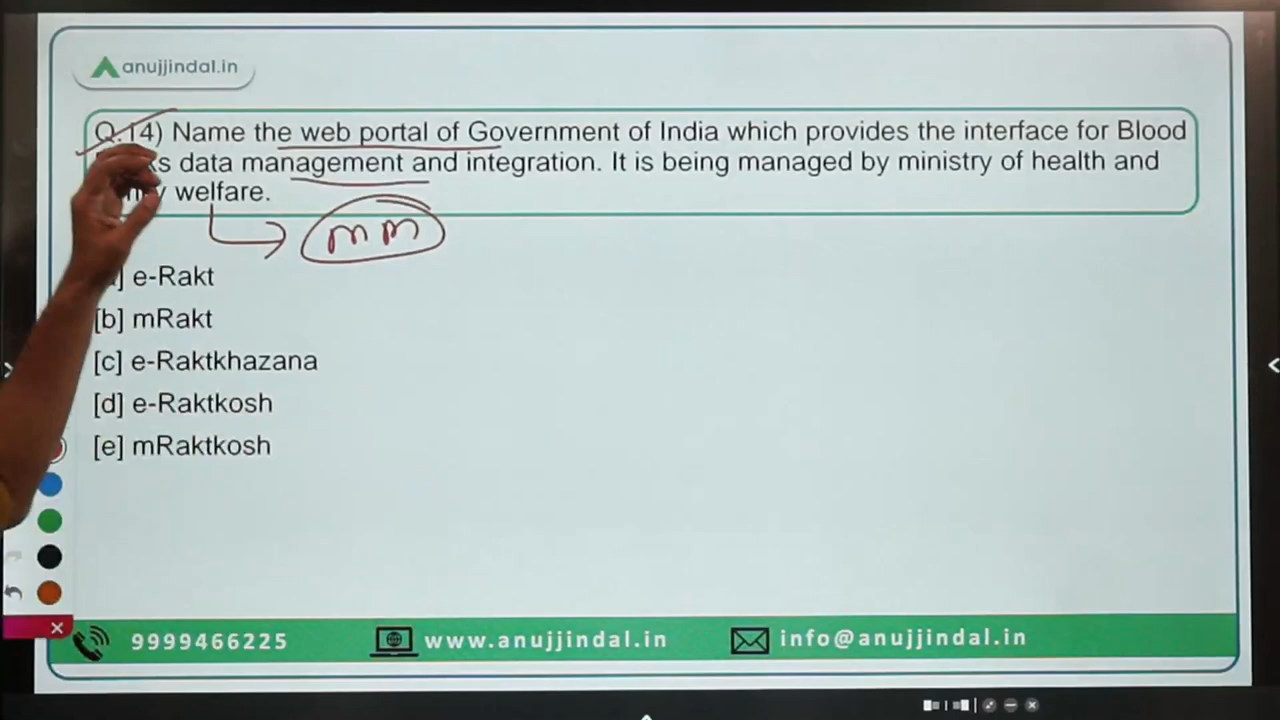 anujjindal.in
Q.14) Name the web portal of Government of India which provides the interface for Blood
data management and integration. It is being managed by ministry of health and
welfare.
mm
e-Rakt
[b] mRakt
[c] e-Raktkhazana
[d] e-Raktkosh
[e] mRaktkosh
9999466225 www.anujjindal.in info@anujjindal.in